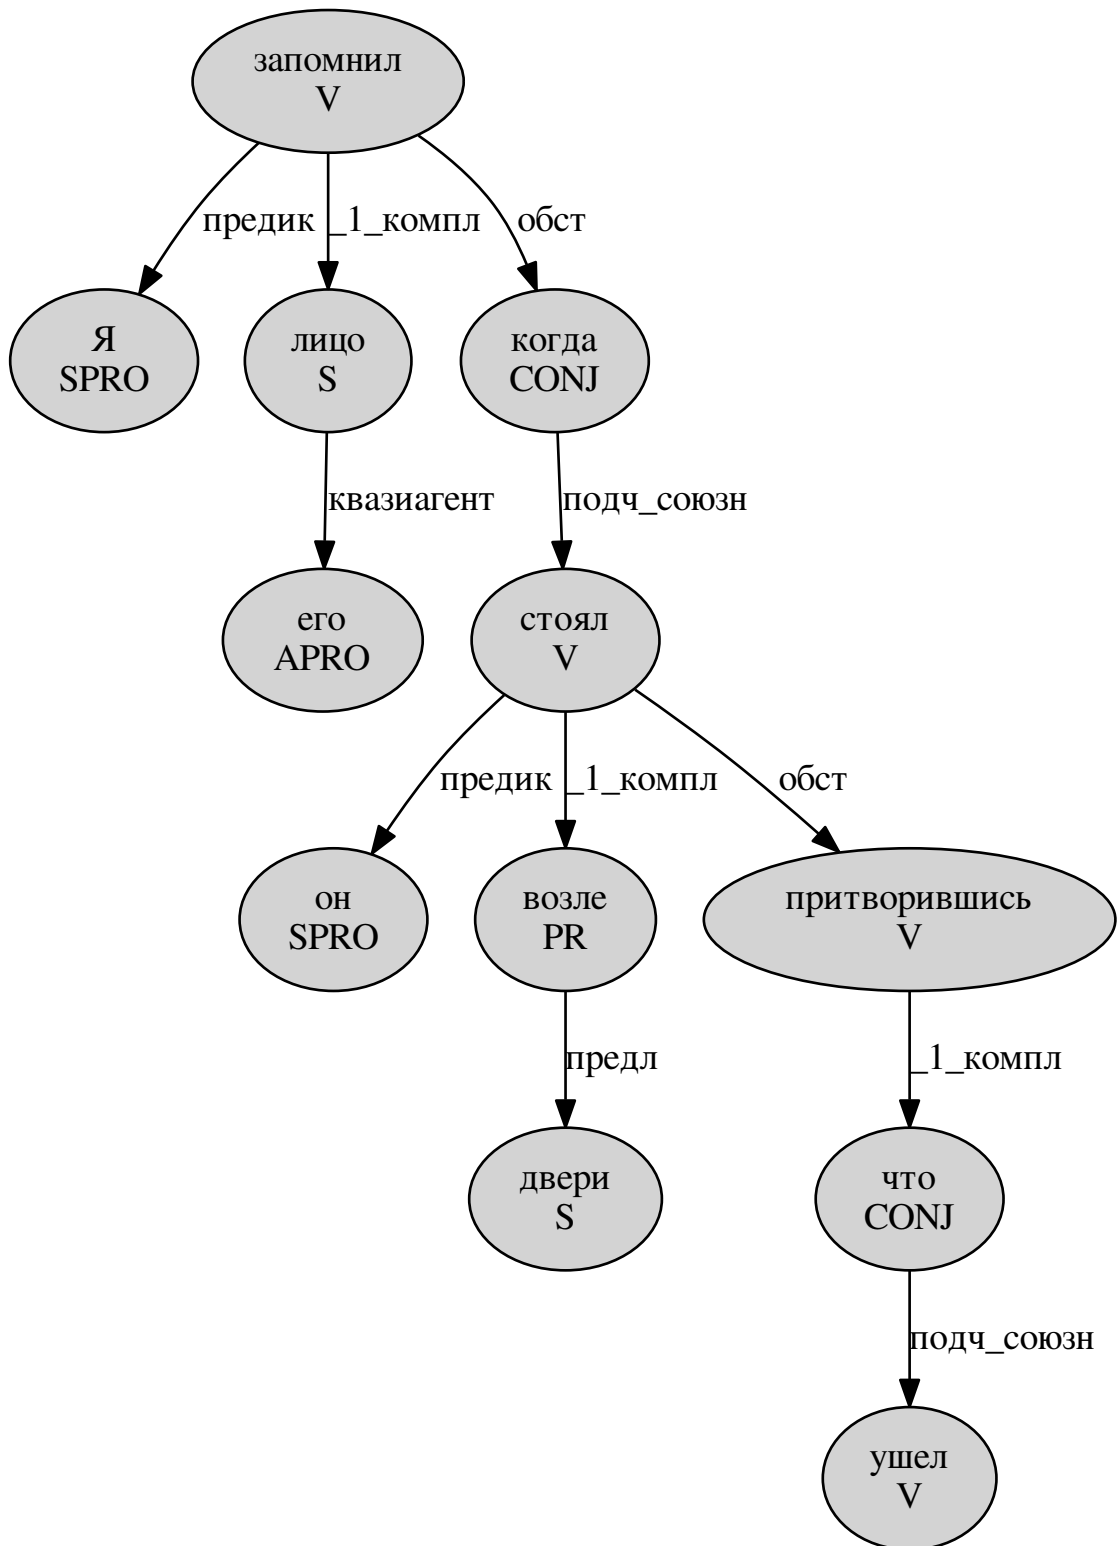 запомнил
V
предик
_1_компл
обст
Я
SPRO
лицо
S
когда
CONJ
квазиагент
подч_союзн
его
APRO
стоял
V
предик
_1_компл
обст
он
SPRO
возле
PR
притворившись
V
предл
_1_компл
двери
S
что
CONJ
подч_союзн
ушел
V